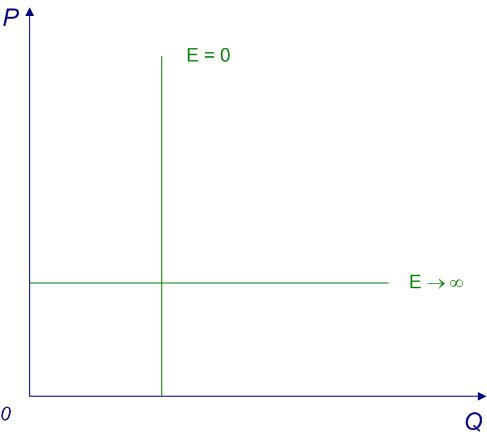 P
E = 0
E → ∞
0
Q